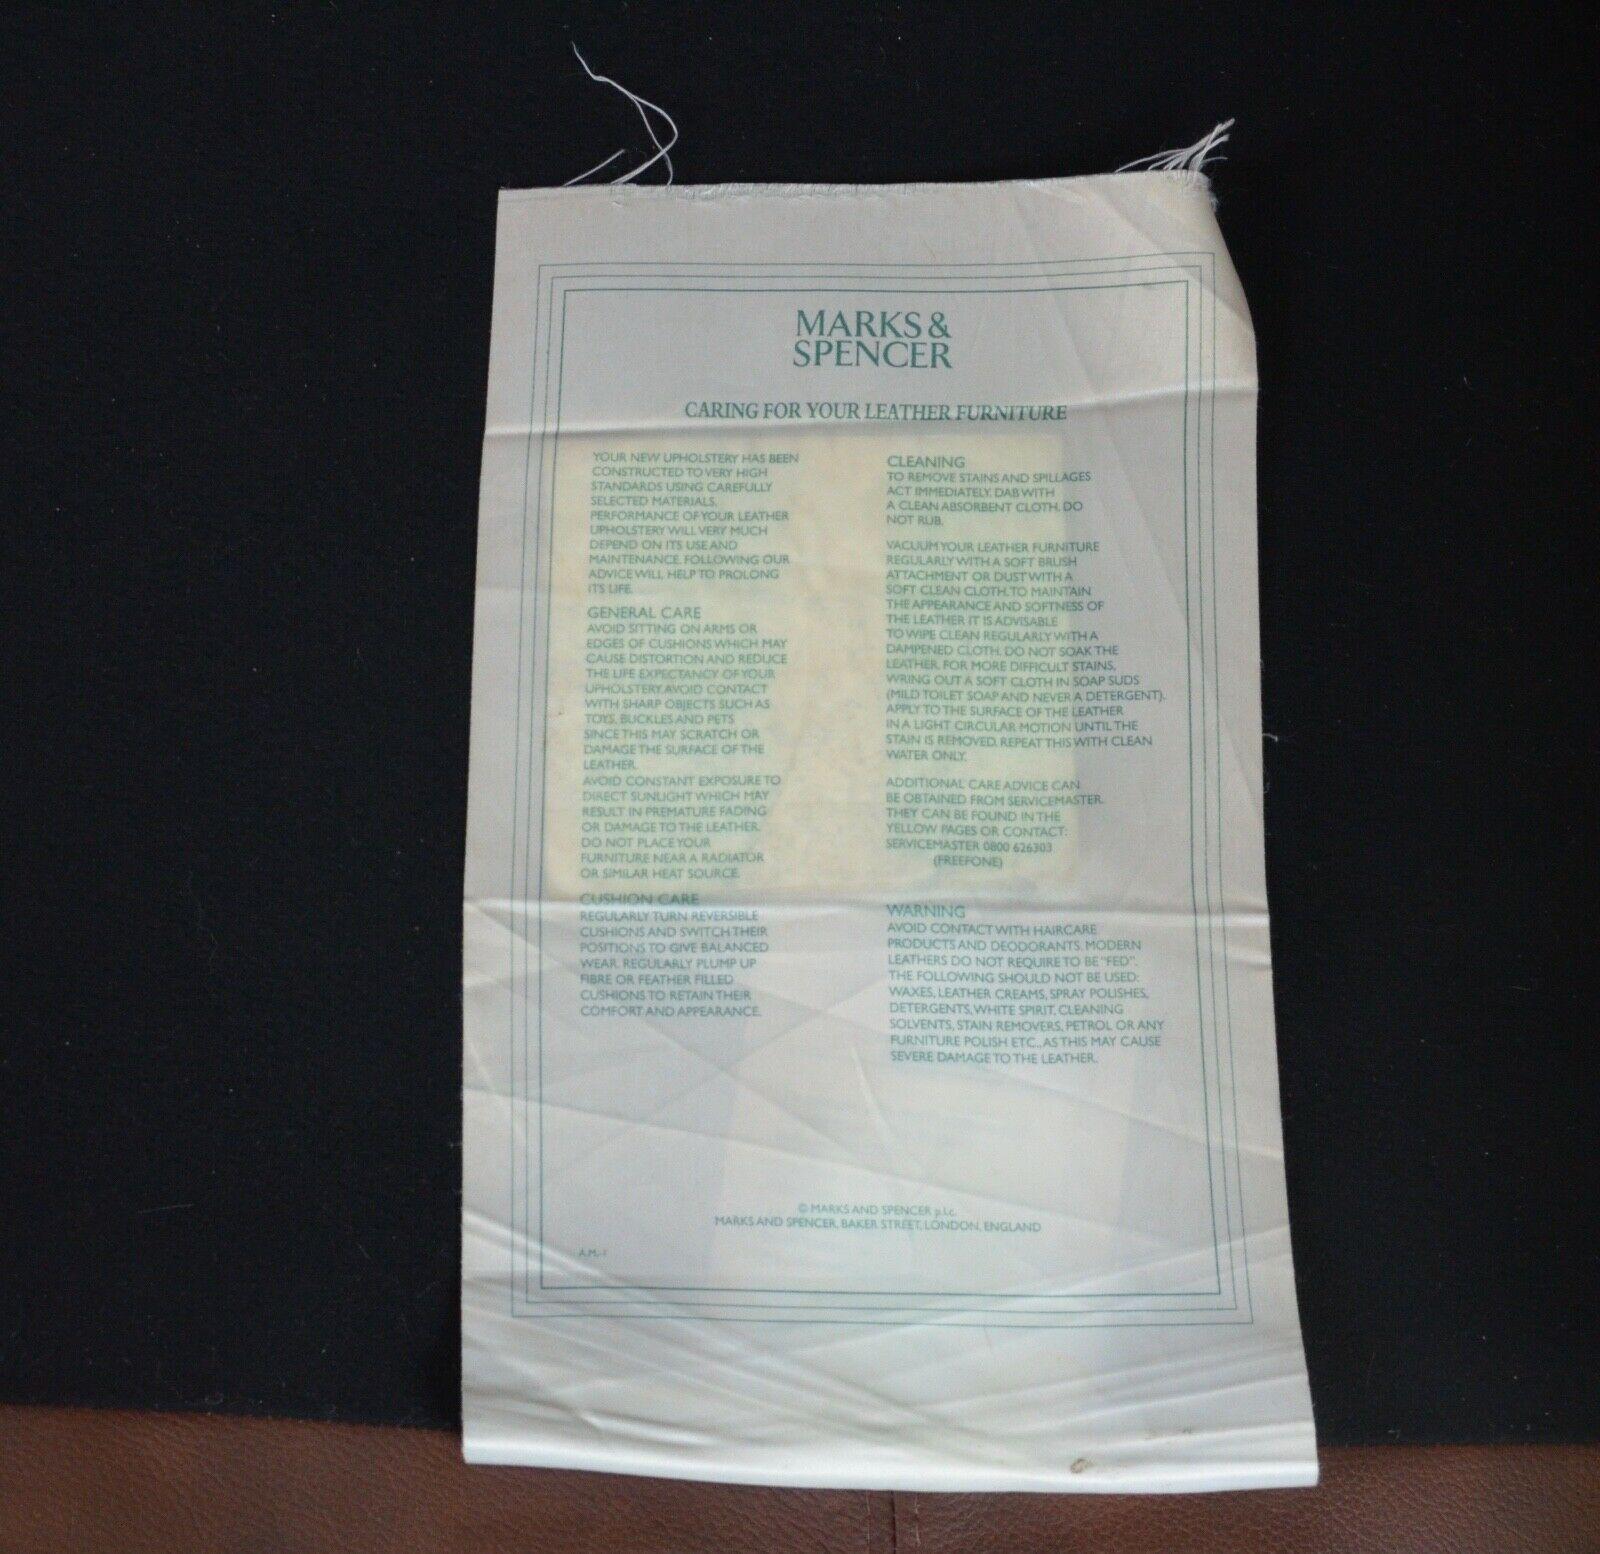 MARKS &
SPENCER
CARING FOR YOUR LEATHER FURNITURE
YOUR NEW UPHOLSTERY HAS BEEN
CONSTRUCTED TO VERY HIGH
STANDARDS USING CAREFULLY
SELECTED MATERIALS.
PERFORMANCE OF YOUR LEATHER
UPHOLSTERY WILL VERY MUCH
DEPEND ON ITS USE AND
MAINTENANCE. FOLLOWING OUR
ADVICE WILL HELP TO PROLONG
ITS LIFE.
GENERAL CARE
AVOID SITTING ON ARMS OR
EDGES OF CUSHIONS WHICH MAY
CAUSE DISTORTION AND REDUCE
THE LIFE EXPECTANCY OF YOUR
UPHOLSTERY. AVOID CONTACT
WITH SHARP OBJECTS SUCH AS
TOYS, BUCKLES AND PETS
SINCE THIS MAY SCRATCH OR
DAMAGE THE SURFACE OF THE
LEATHER.
AVOID CONSTANT EXPOSURE TO
DIRECT SUNLIGHT WHICH MAY
RESULT IN PREMATURE FADING
OR DAMAGE TO THE LEATHER.
DO NOT PLACE YOUR
FURNITURE NEAR A RADIATOR
OR SIMILAR HEAT SOURCE.
CUSHION CARE
REGULARLY TURN REVERSIBLE
CUSHIONS AND SWITCH THEIR
POSITIONS TO GIVE BALANCED
WEAR. REGULARLY PLUMP UP
FIBRE OR FEATHER FILLED
CUSHIONS TO RETAIN THEIR
COMFORT AND APPEARANCE.
CLEANING
TO REMOVE STAINS AND SPILLAGES
ACT IMMEDIATELY. DAB WITH
A CLEAN ABSORBENT CLOTH. DO
NOT RUB.
VACUUM YOUR LEATHER FURNITURE
REGULARLY WITH A SOFT BRUSH
ATTACHMENT OR DUST WITH A
SOFT CLEAN CLOTH. TO MAINTAIN
THE APPEARANCE AND SOFTNESS OF
THE LEATHER IT IS ADVISABLE
TO WIPE CLEAN REGULARLY WITH A
DAMPENED CLOTH. DO NOT SOAK THE
LEATHER. FOR MORE DIFFICULT STAINS,
WRING OUT A SOFT CLOTH IN SOAP SUDS
(MILD TOILET SOAP AND NEVER A DETERGENT).
APPLY TO THE SURFACE OF THE LEATHER
IN A LIGHT CIRCULAR MOTION UNTIL THE
STAIN IS REMOVED. REPEAT THIS WITH CLEAN
WATER ONLY.
ADDITIONAL CARE ADVICE CAN
BE OBTAINED FROM SERVICEMASTER.
THEY CAN BE FOUND IN THE
YELLOW PAGES OR CONTACT:
SERVICEMASTER 0800 626303
(FREEFONE)
WARNING
AVOID CONTACT WITH HAIRCARE
PRODUCTS AND DEODORANTS. MODERN
LEATHERS DO NOT REQUIRE TO BE "FED".
THE FOLLOWING SHOULD NOT BE USED:
WAXES, LEATHER CREAMS, SPRAY POLISHES,
DETERGENTS, WHITE SPIRIT, CLEANING
SOLVENTS, STAIN REMOVERS, PETROL OR ANY
FURNITURE POLISH ETC., AS THIS MAY CAUSE
SEVERE DAMAGE TO THE LEATHER.
© MARKS AND SPENCER p.l.c.
MARKS AND SPENCER, BAKER STREET, LONDON, ENGLAND
A.M.-1